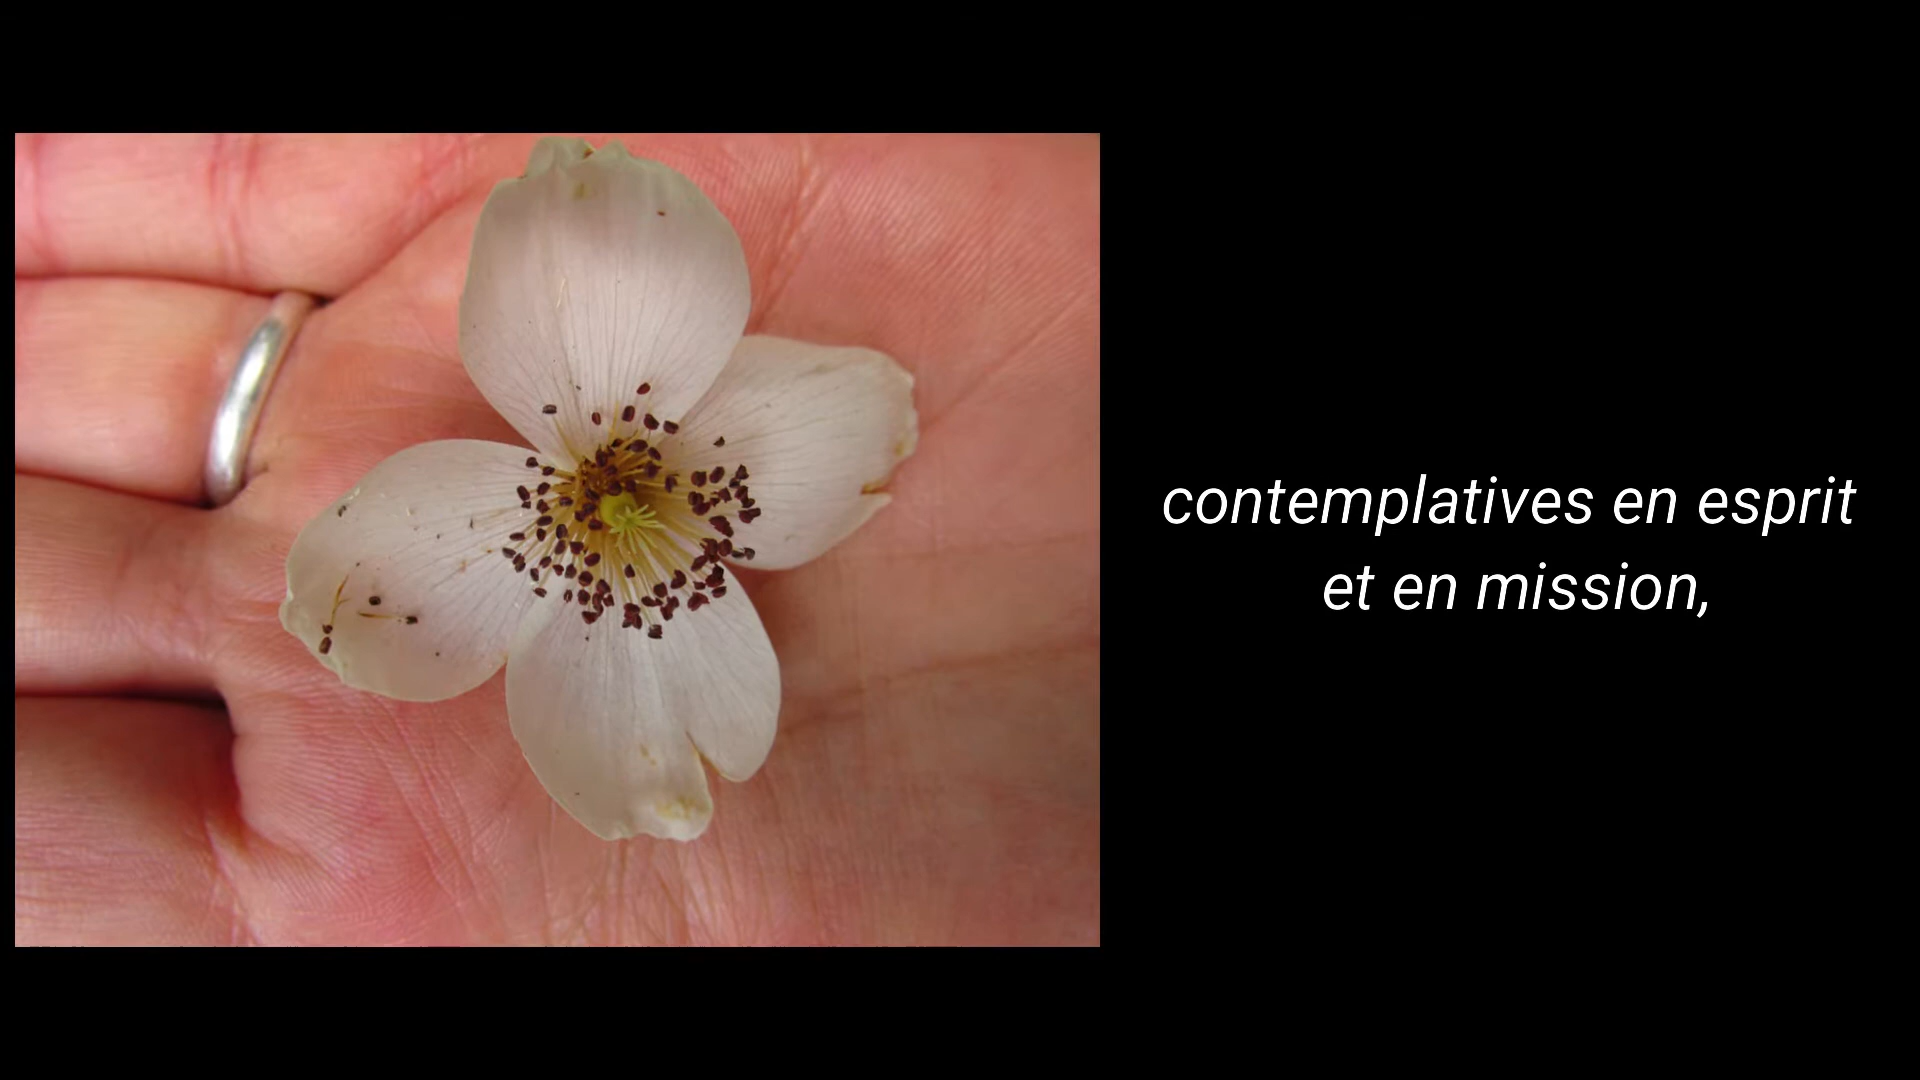 contemplatives en esprit
et en mission,